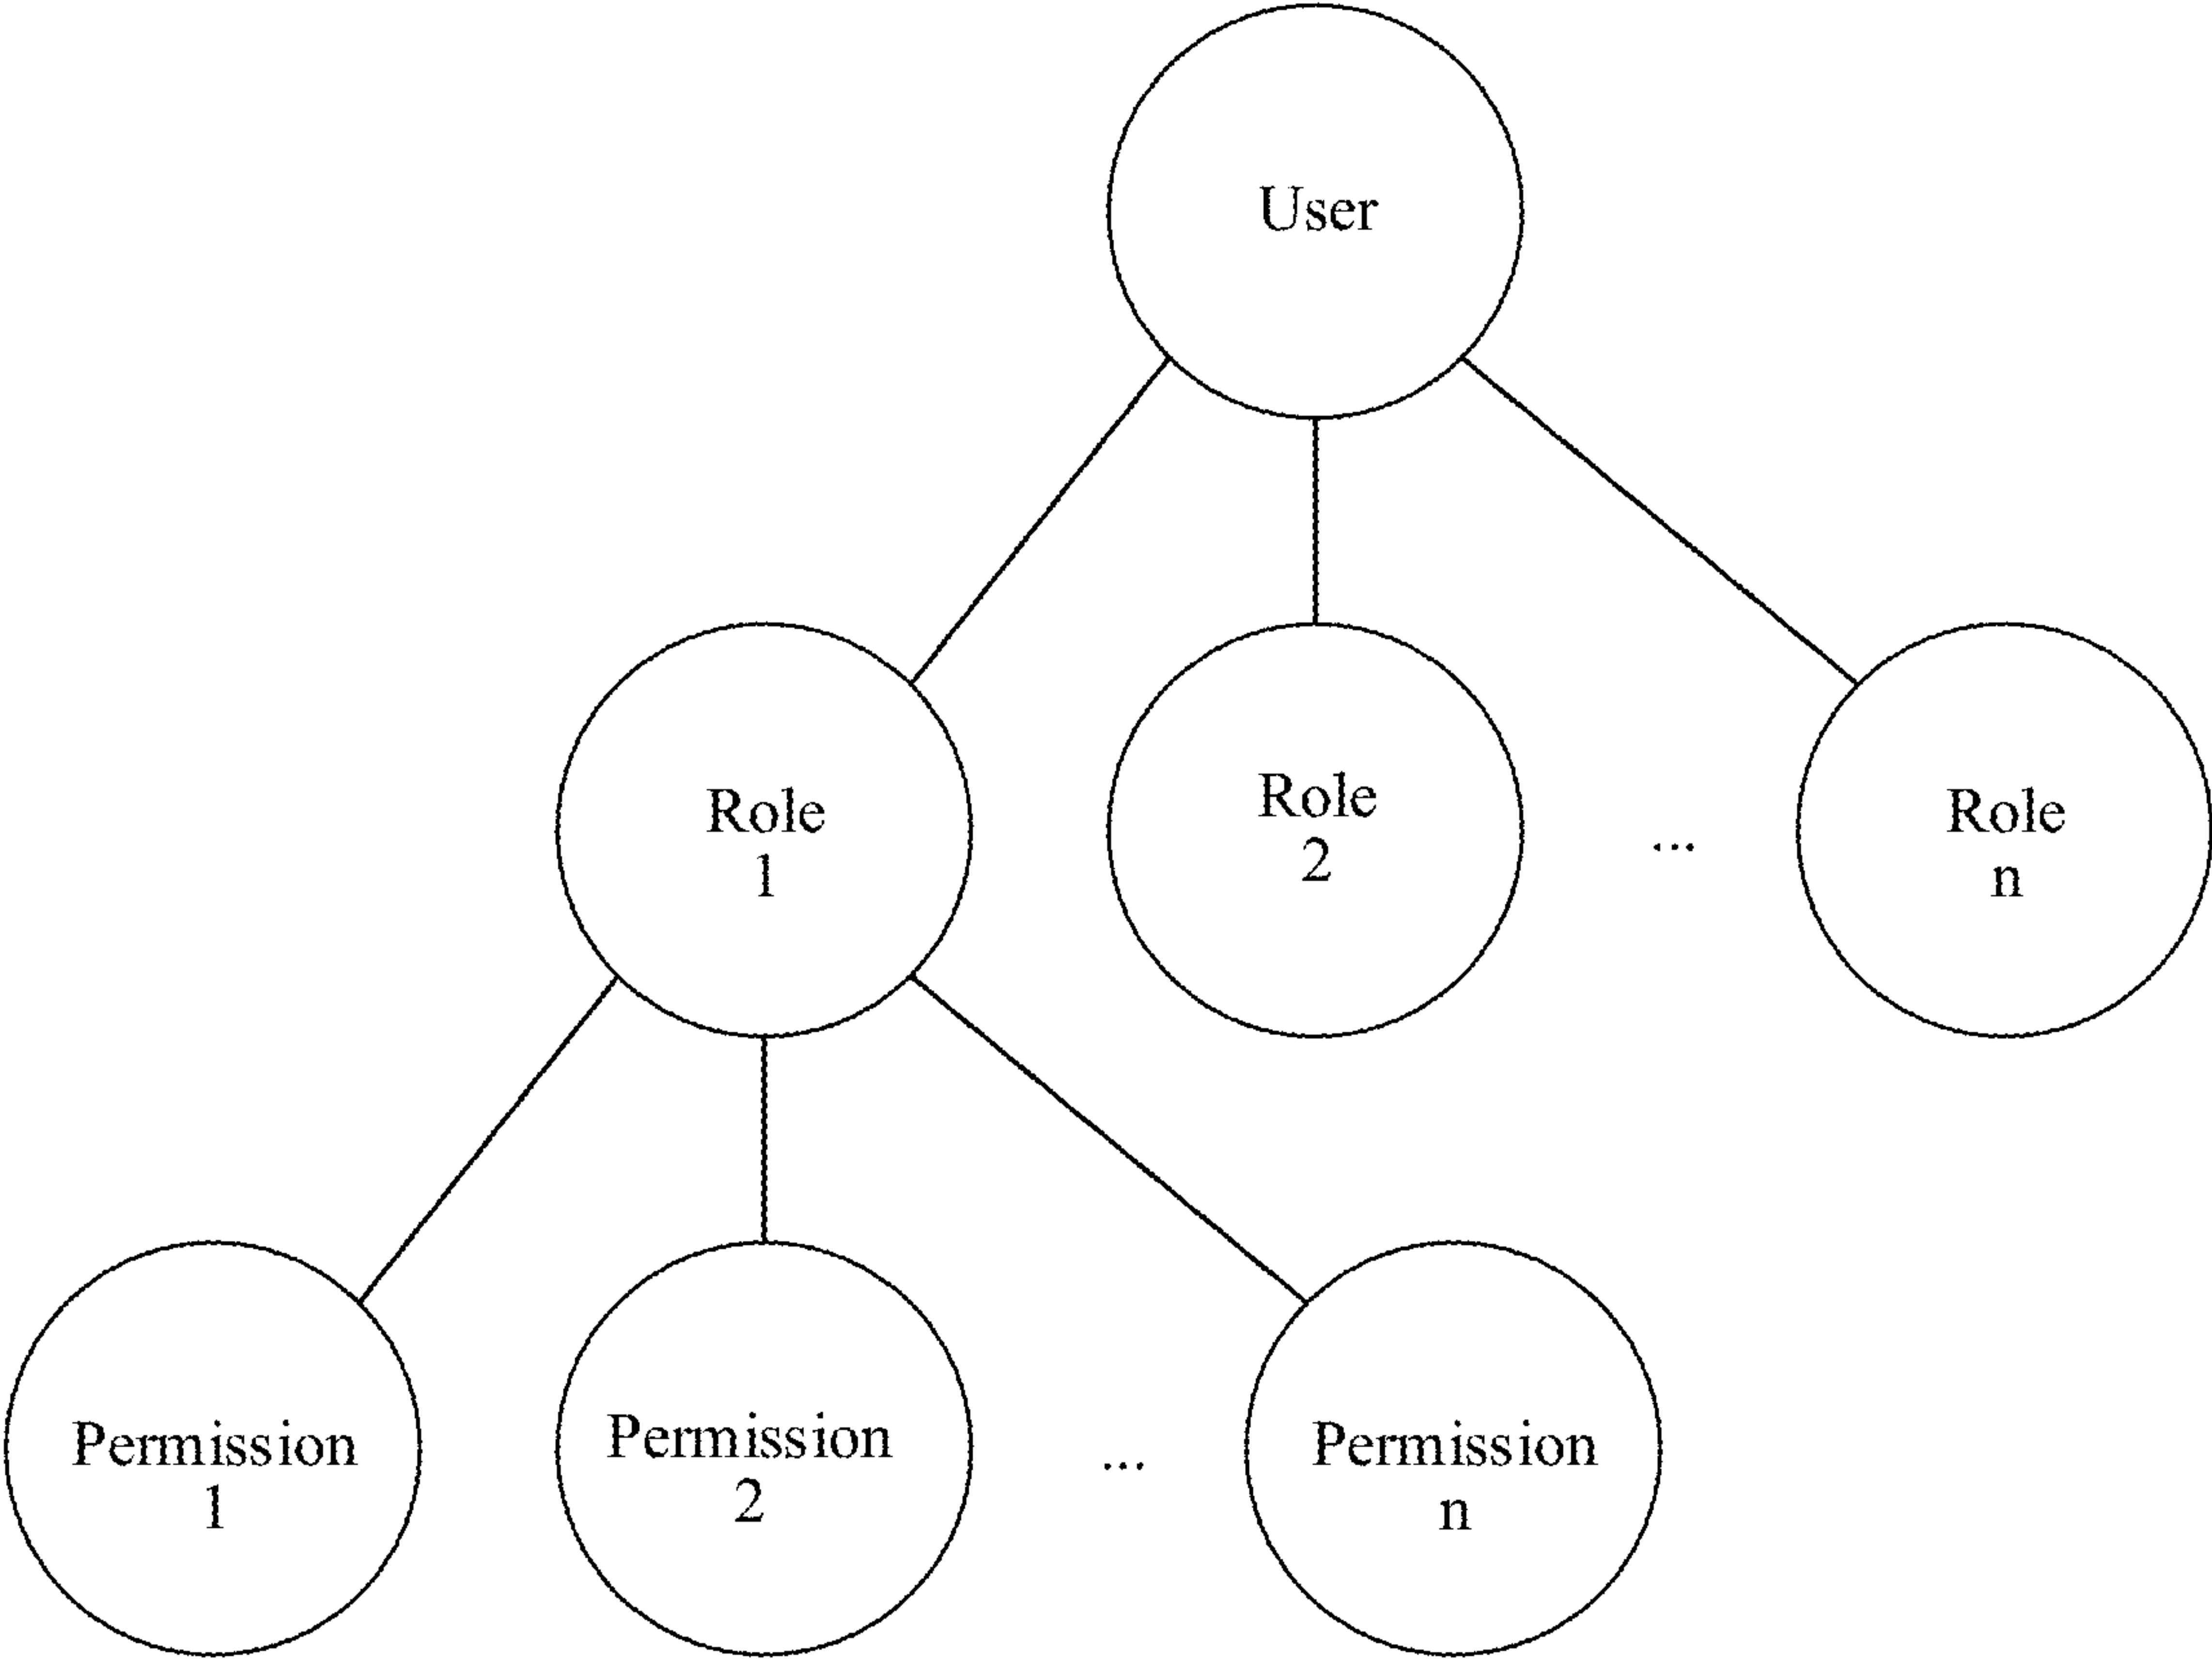 User
Role
1
Role
2
...
Role
n
Permission
1
Permission
2
...
Permission
n